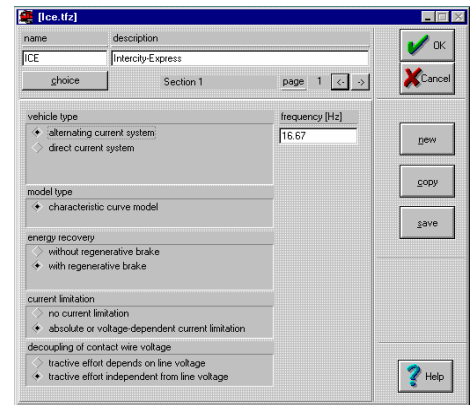 [Ice.tfz]
name description
ICE Intercity-Express
choice Section 1 page 1 <- ->
vehicle type
alternating current system
direct current system
frequency [Hz]
16.67
model type
characteristic curve model
energy recovery
without regenerative brake
with regenerative brake
current limitation
no current limitation
absolute or voltage-dependent current limitation
decoupling of contact wire voltage
tractive effort depends on line voltage
tractive effort independent from line voltage
OK
Cancel
new
copy
save
Help